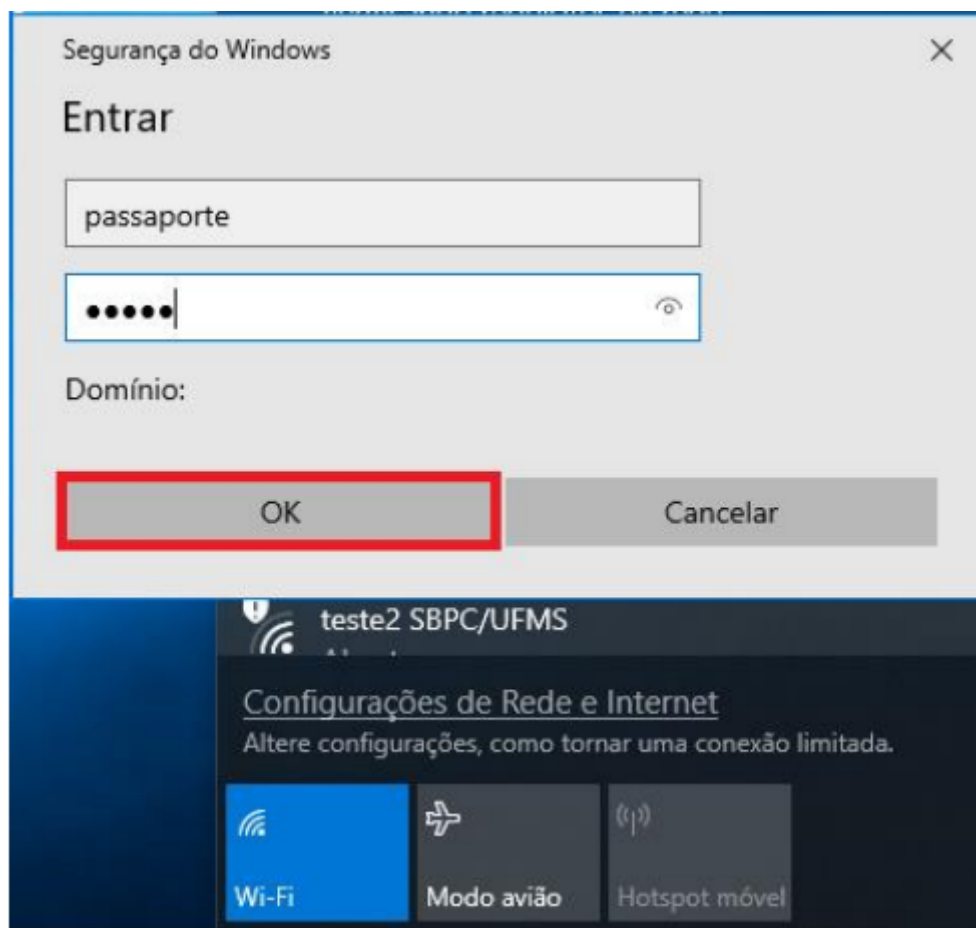 Segurança do Windows
Entrar
passaporte
•••••
Domínio:
OK Cancelar
teste2 SBPC/UFMS
Configurações de Rede e Internet
Altere configurações, como tornar uma conexão limitada.
Wi-Fi Modo avião Hotspot móvel